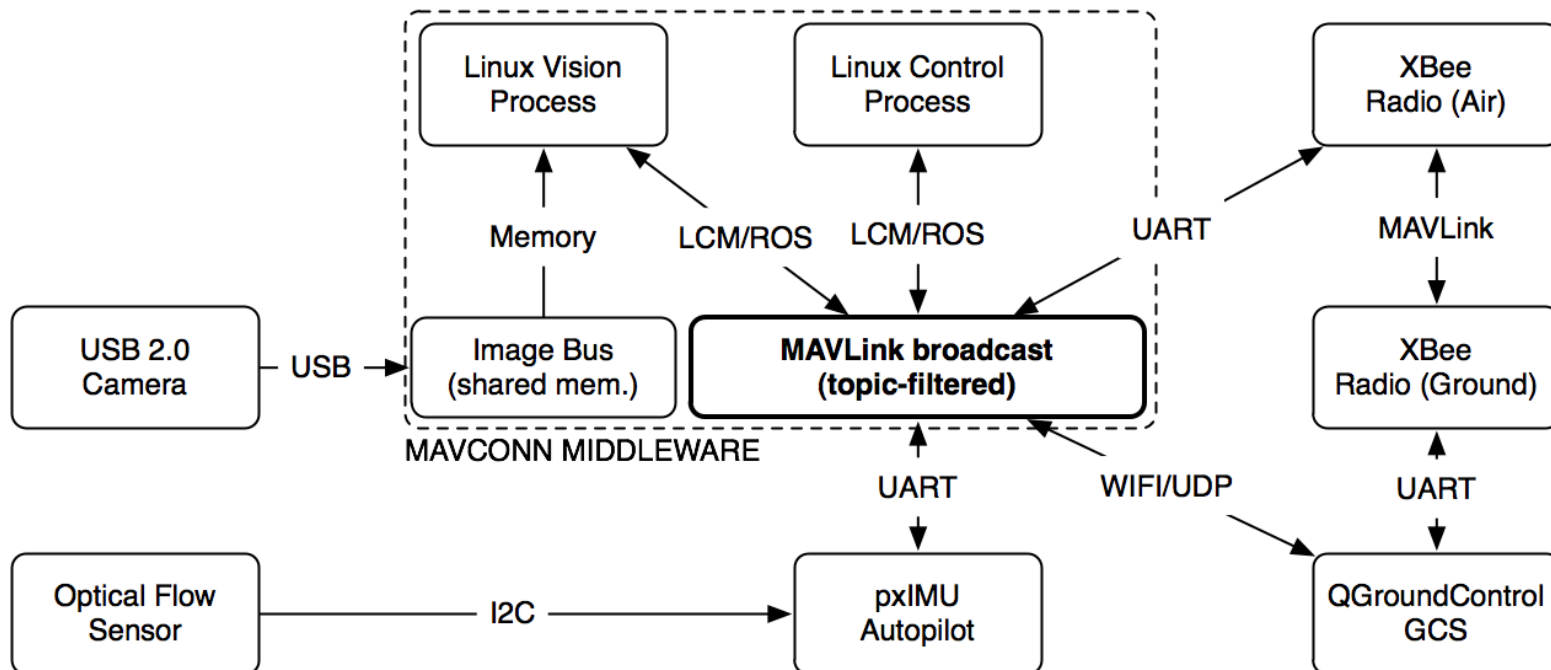 Linux Vision
Process
Linux Control
Process
XBee
Radio (Air)
Memory
LCM/ROS
LCM/ROS
UART
MAVLink
USB 2.0
Camera
USB
Image Bus
(shared mem.)
MAVLink broadcast
(topic-filtered)
XBee
Radio (Ground)
MAVCONN MIDDLEWARE
UART
WIFI/UDP
UART
Optical Flow
Sensor
I2C
pxIMU
Autopilot
QGroundControl
GCS